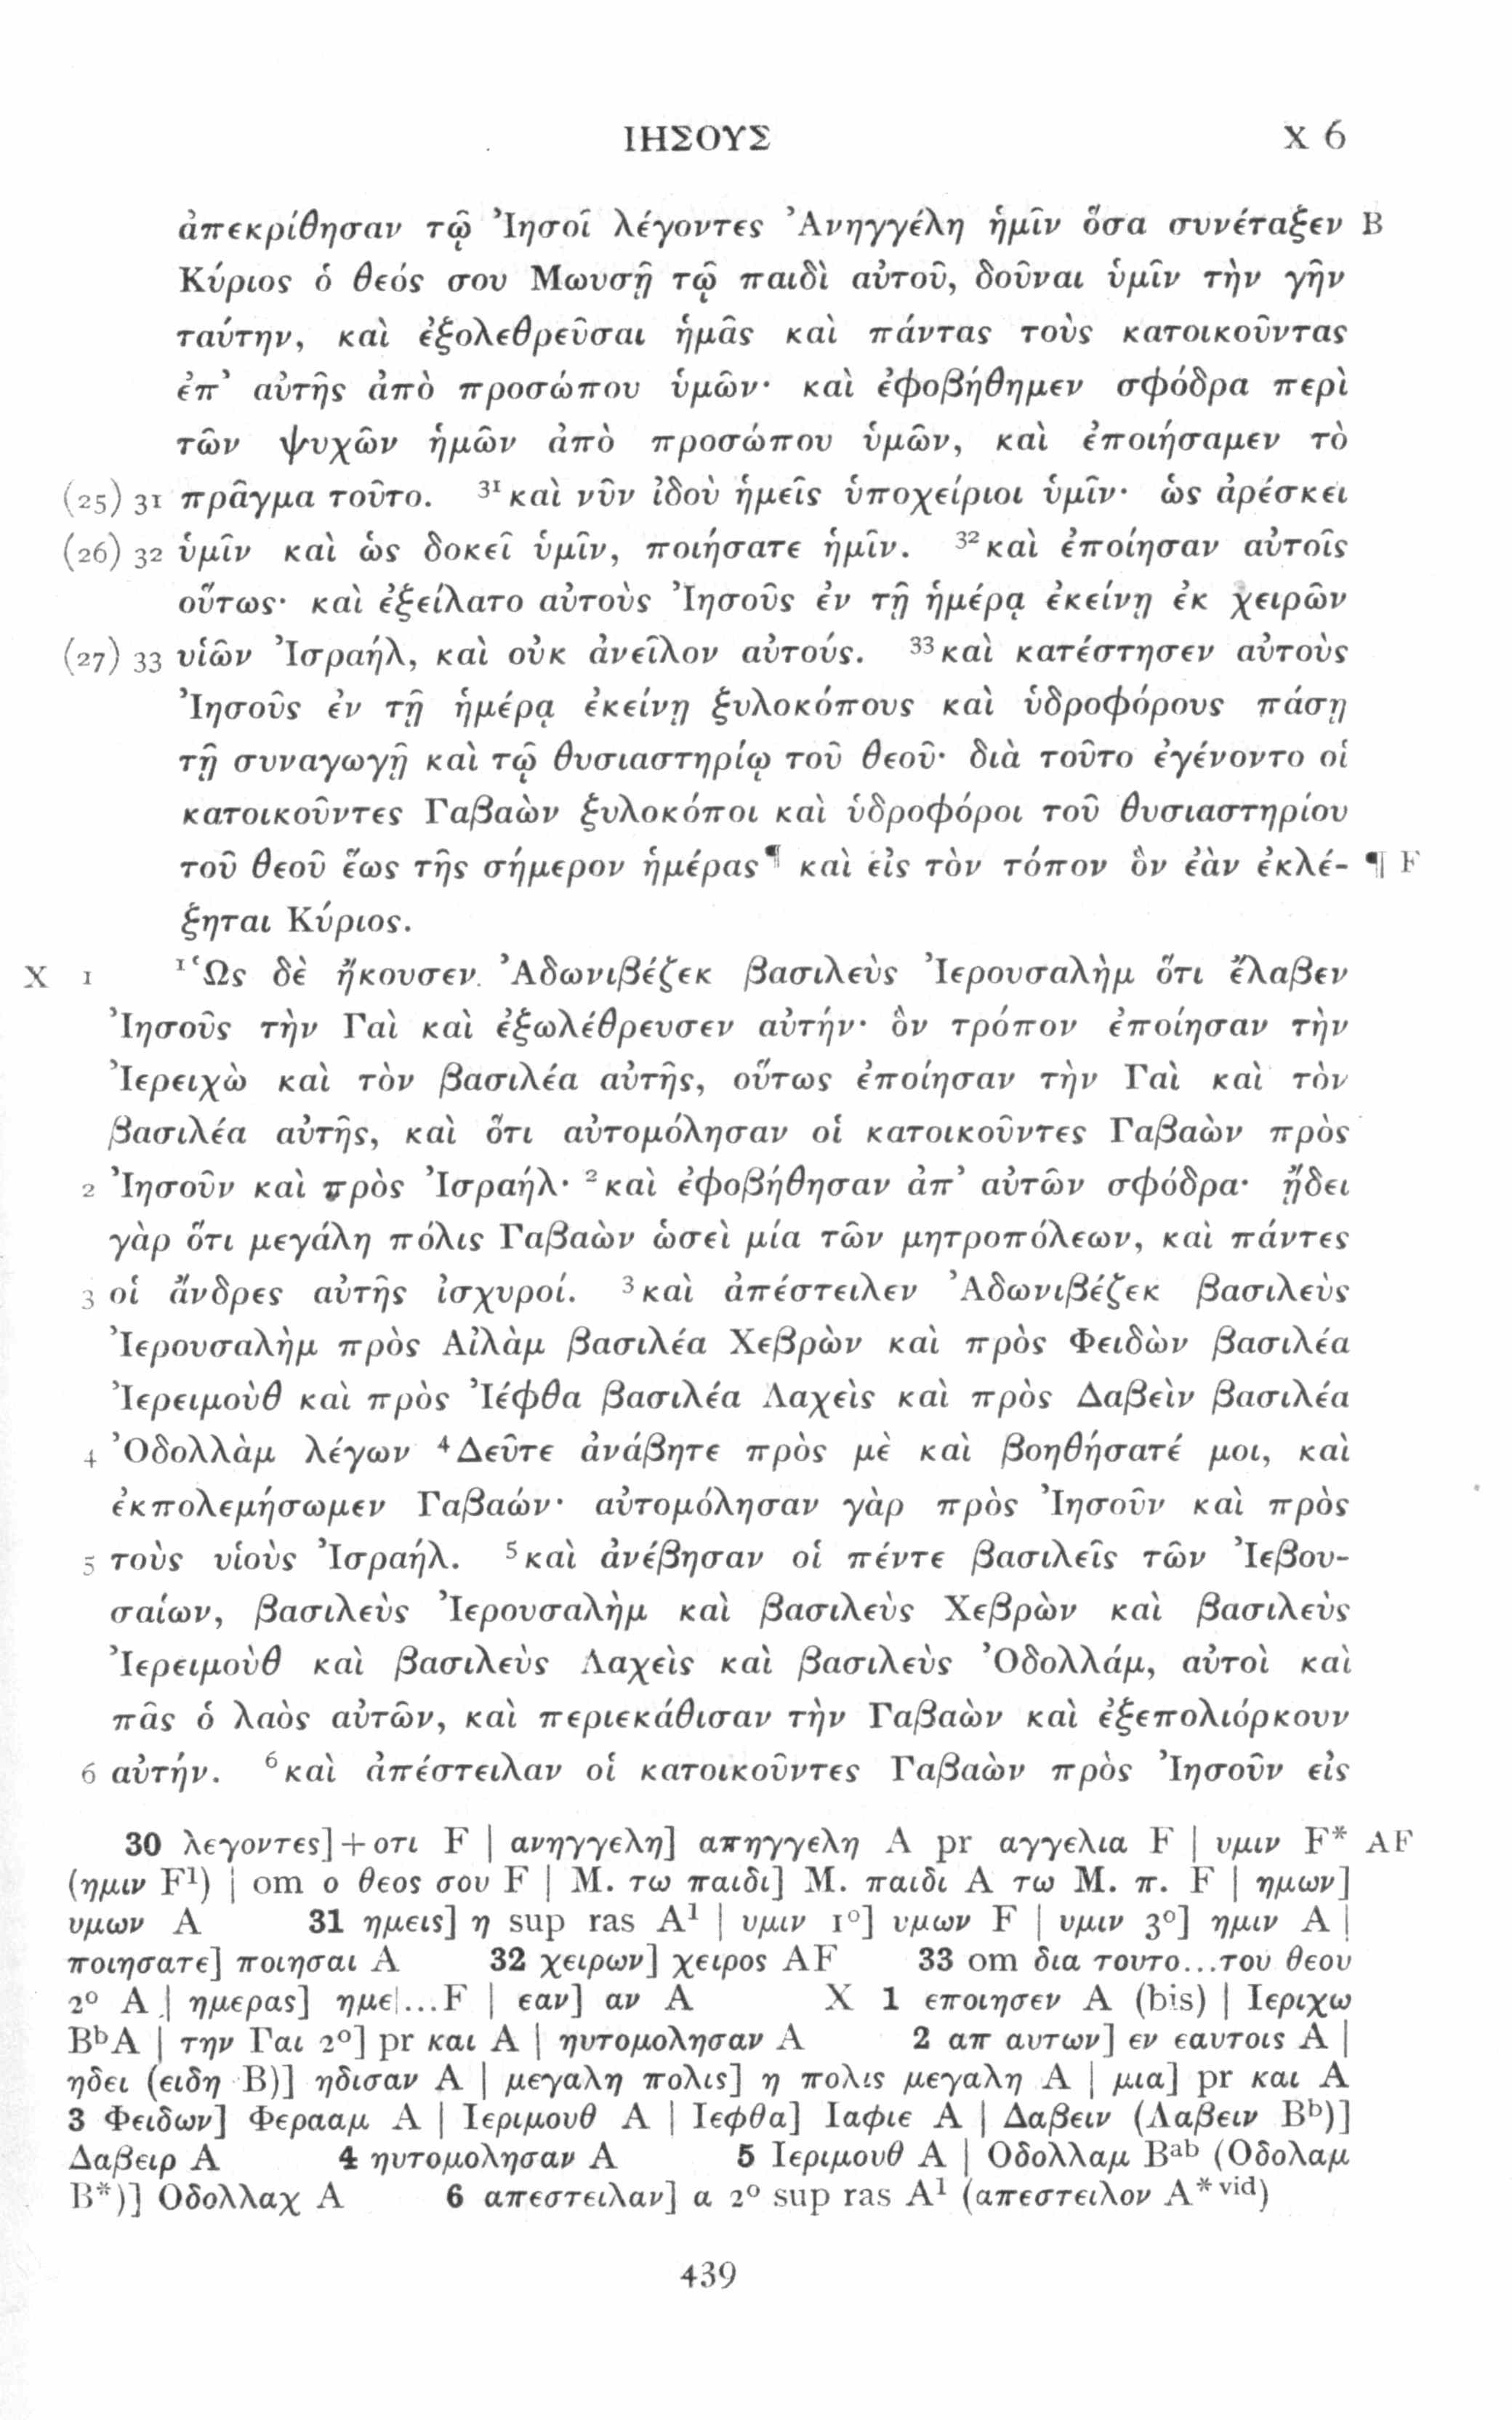 ΙΗΣΟΥΣ X 6
ἀπεκρίθησαν τῷ Ἰησοῖ λέγοντες Ἀνηγγέλη ἡμῖν ὅσα συνέταξεν B
Κύριος ὁ θεός σου Μωυσῇ τῷ παιδὶ αὐτοῦ, δοῦναι ὑμῖν τὴν γῆν
ταύτην, καὶ ἐξολεθρεῦσαι ἡμᾶς καὶ πάντας τοὺς κατοικοῦντας
ἐπ’ αὐτῆς ἀπὸ προσώπου ὑμῶν· καὶ ἐφοβήθημεν σφόδρα περὶ
τῶν ψυχῶν ἡμῶν ἀπὸ προσώπου ὑμῶν, καὶ ἐποιήσαμεν τὸ
(25) 31 πρᾶγμα τοῦτο. ³¹καὶ νῦν ἰδοὺ ἡμεῖς ὑποχείριοι ὑμῖν· ὡς ἀρέσκει
(26) 32 ὑμῖν καὶ ὡς δοκεῖ ὑμῖν, ποιήσατε ἡμῖν. ³²καὶ ἐποίησαν αὐτοῖς
οὕτως· καὶ ἐξείλατο αὐτοὺς Ἰησοῦς ἐν τῇ ἡμέρᾳ ἐκείνῃ ἐκ χειρῶν
(27) 33 υἱῶν Ἰσραήλ, καὶ οὐκ ἀνεῖλον αὐτούς. ³³καὶ κατέστησεν αὐτοὺς
Ἰησοῦς ἐν τῇ ἡμέρᾳ ἐκείνῃ ξυλοκόπους καὶ ὑδροφόρους πάσῃ
τῇ συναγωγῇ καὶ τῷ θυσιαστηρίῳ τοῦ θεοῦ· διὰ τοῦτο ἐγένοντο οἱ
κατοικοῦντες Γαβαὼν ξυλοκόποι καὶ ὑδροφόροι τοῦ θυσιαστηρίου
τοῦ θεοῦ ἕως τῆς σήμερον ἡμέρας¶ καὶ εἰς τὸν τόπον ὃν ἐὰν ἐκλέ- ¶ F
ξηται Κύριος.
X 1 ¹Ὡς δὲ ἤκουσεν Ἀδωνιβέζεκ βασιλεὺς Ἰερουσαλὴμ ὅτι ἔλαβεν
Ἰησοῦς τὴν Γαὶ καὶ ἐξωλέθρευσεν αὐτήν· ὃν τρόπον ἐποίησαν τὴν
Ἰερειχὼ καὶ τὸν βασιλέα αὐτῆς, οὕτως ἐποίησαν τὴν Γαὶ καὶ τὸν
βασιλέα αὐτῆς, καὶ ὅτι αὐτομόλησαν οἱ κατοικοῦντες Γαβαὼν πρὸς
2 Ἰησοῦν καὶ πρὸς Ἰσραήλ· ²καὶ ἐφοβήθησαν ἀπ’ αὐτῶν σφόδρα· ᾔδει
γὰρ ὅτι μεγάλη πόλις Γαβαὼν ὡσεὶ μία τῶν μητροπόλεων, καὶ πάντες
3 οἱ ἄνδρες αὐτῆς ἰσχυροί. ³καὶ ἀπέστειλεν Ἀδωνιβέζεκ βασιλεὺς
Ἰερουσαλὴμ πρὸς Αἰλὰμ βασιλέα Χεβρὼν καὶ πρὸς Φειδὼν βασιλέα
Ἰερειμοὺθ καὶ πρὸς Ἰέφθα βασιλέα Λαχεὶς καὶ πρὸς Δαβεὶν βασιλέα
4 Ὀδολλὰμ λέγων ⁴Δεῦτε ἀνάβητε πρὸς μὲ καὶ βοηθήσατέ μοι, καὶ
ἐκπολεμήσωμεν Γαβαών· αὐτομόλησαν γὰρ πρὸς Ἰησοῦν καὶ πρὸς
5 τοὺς υἱοὺς Ἰσραήλ. ⁵καὶ ἀνέβησαν οἱ πέντε βασιλεῖς τῶν Ἰεβου-
σαίων, βασιλεὺς Ἰερουσαλὴμ καὶ βασιλεὺς Χεβρὼν καὶ βασιλεὺς
Ἰερειμοὺθ καὶ βασιλεὺς Λαχεὶς καὶ βασιλεὺς Ὀδολλάμ, αὐτοὶ καὶ
πᾶς ὁ λαὸς αὐτῶν, καὶ περιεκάθισαν τὴν Γαβαὼν καὶ ἐξεπολιόρκουν
6 αὐτήν. ⁶καὶ ἀπέστειλαν οἱ κατοικοῦντες Γαβαὼν πρὸς Ἰησοῦν εἰς
30 λεγοντες]+οτι F | ανηγγελη] απηγγελη A pr αγγελια F | υμιν F* AF
(ημιν F¹) | om ο θεος σου F | Μ. τω παιδι] Μ. παιδι A τω Μ. π. F | ημων]
υμων A 31 ημεις] η sup ras A¹ | υμιν 1°] υμων F | υμιν 3°] ημιν A |
ποιησατε] ποιησαι A 32 χειρων] χειρος AF 33 om δια τουτο...του θεου
2° A | ημερας] ημε|...F | εαν] αν A X 1 εποιησεν A (bis) | Ιεριχω
BᵇA | την Γαι 2°] pr και A | ηυτομολησαν A 2 απ αυτων] εν εαυτοις A |
ηδει (ειδη B)] ηδισαν A | μεγαλη πολις] η πολις μεγαλη A | μια] pr και A
3 Φειδων] Φερααμ A | Ιεριμουθ A | Ιεφθα] Ιαφιε A | Δαβειν (Λαβειν Bᵇ)]
Δαβειρ A 4 ηυτομολησαν A 5 Ιεριμουθ A | Οδολλαμ Bᵃᵇ (Οδολαμ
B*)] Οδολλαχ A 6 απεστειλαν] α 2° sup ras A¹ (απεστειλον A*ᵛⁱᵈ)
439